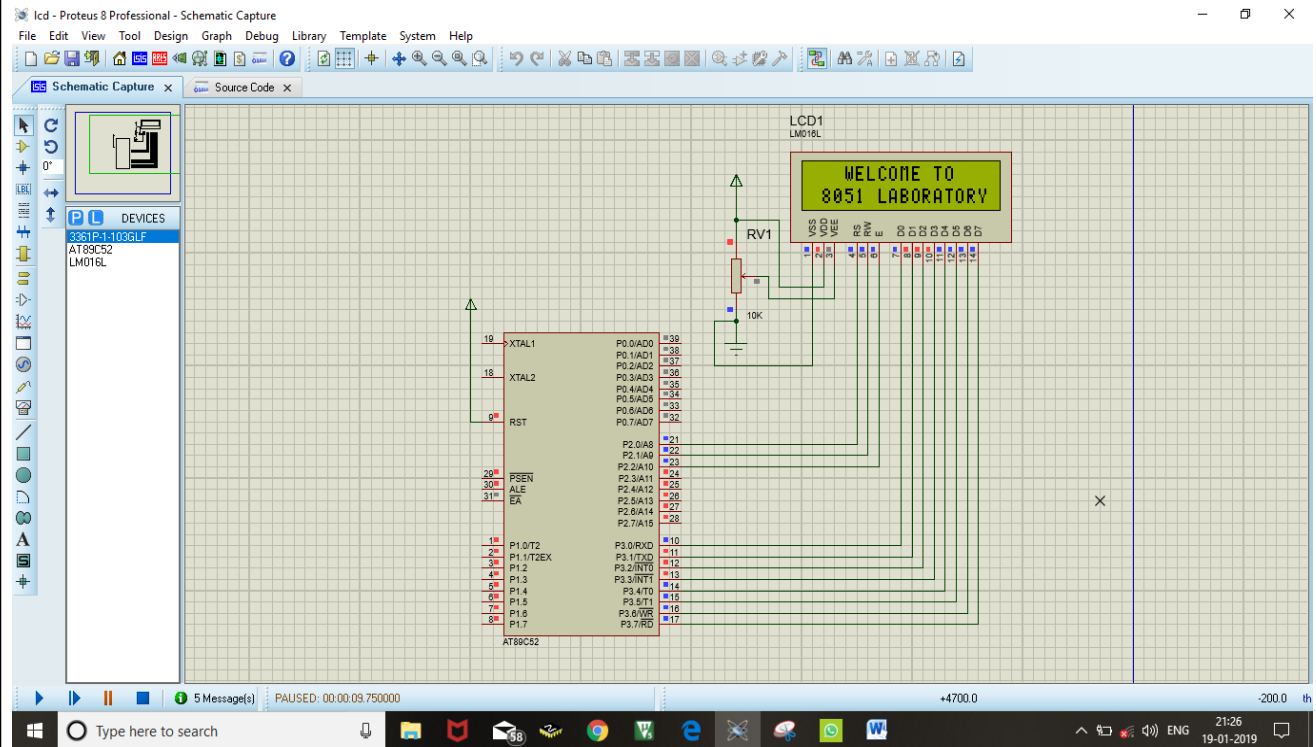 lcd - Proteus 8 Professional - Schematic Capture
File Edit View Tool Design Graph Debug Library Template System Help
Schematic Capture x Source Code x
0°
LBL
P L DEVICES
3361P-1-103GLF
AT89C52
LM016L
LCD1
LM016L
WELCOME TO
8051 LABORATORY
VSS VDD VEE RS RW E D0 D1 D2 D3 D4 D5 D6 D7
1 2 3 4 5 6 7 8 9 10 11 12 13 14
RV1
10K
19 XTAL1 P0.0/AD0 39
P0.1/AD1 38
P0.2/AD2 37
18 XTAL2 P0.3/AD3 36
P0.4/AD4 35
P0.5/AD5 34
P0.6/AD6 33
9 RST P0.7/AD7 32
P2.0/A8 21
P2.1/A9 22
P2.2/A10 23
29 PSEN P2.3/A11 24
30 ALE P2.4/A12 25
31 EA P2.5/A13 26
P2.6/A14 27
P2.7/A15 28
1 P1.0/T2 P3.0/RXD 10
2 P1.1/T2EX P3.1/TXD 11
3 P1.2 P3.2/INT0 12
4 P1.3 P3.3/INT1 13
5 P1.4 P3.4/T0 14
6 P1.5 P3.5/T1 15
7 P1.6 P3.6/WR 16
8 P1.7 P3.7/RD 17
AT89C52
5 Message(s) PAUSED: 00:00:09.750000 +4700.0 -200.0 th
Type here to search 58 ENG 21:26
19-01-2019